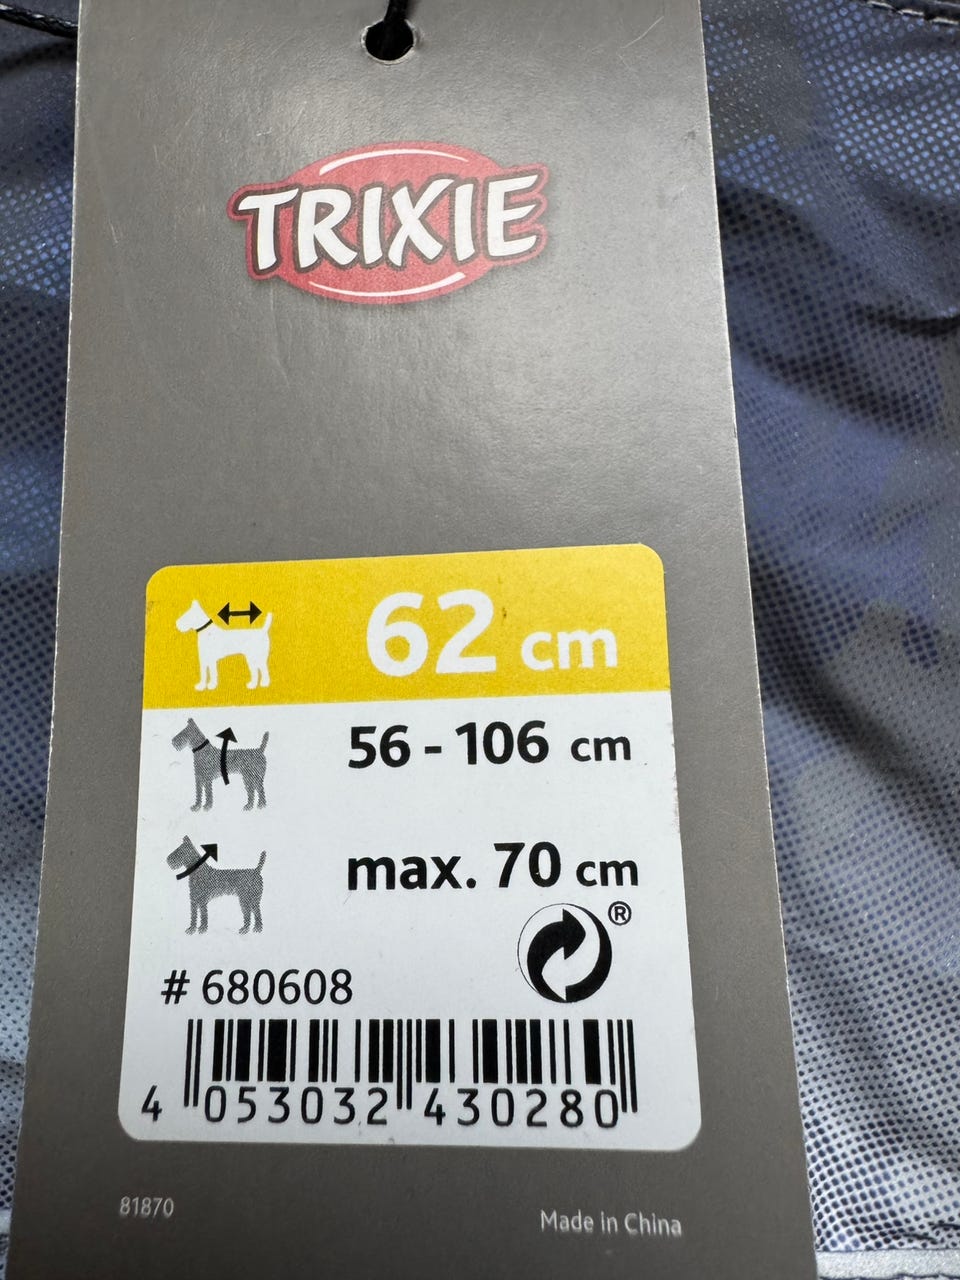 TRIXIE
62 cm
56 - 106 cm
max. 70 cm
®
# 680608
4 053032 430280
81870
Made in China